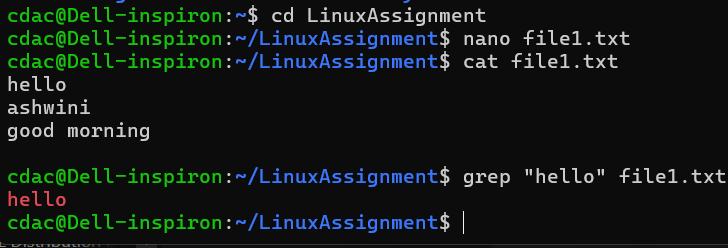 cdac@Dell-inspiron:~$ cd LinuxAssignment
cdac@Dell-inspiron:~/LinuxAssignment$ nano file1.txt
cdac@Dell-inspiron:~/LinuxAssignment$ cat file1.txt
hello
ashwini
good morning
cdac@Dell-inspiron:~/LinuxAssignment$ grep "hello" file1.txt
hello
cdac@Dell-inspiron:~/LinuxAssignment$